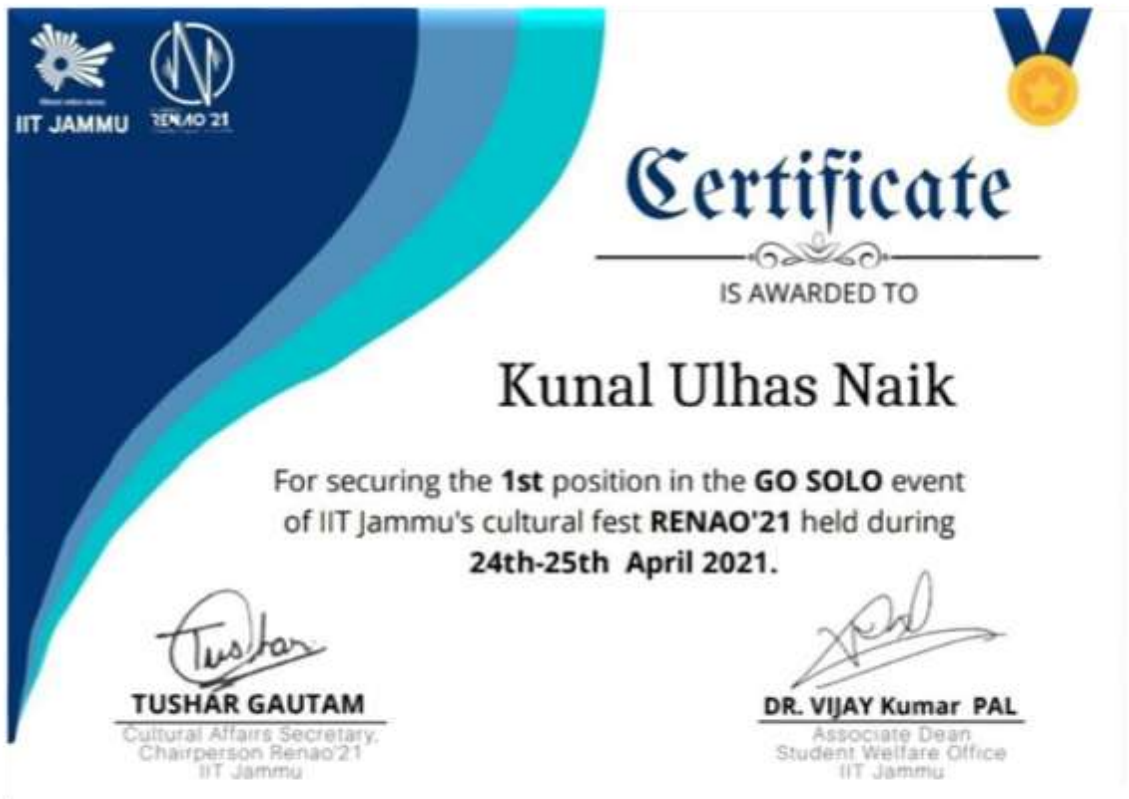 IIT JAMMU
RENAO 21
Certificate
IS AWARDED TO
Kunal Ulhas Naik
For securing the 1st position in the GO SOLO event
of IIT Jammu's cultural fest RENAO'21 held during
24th-25th April 2021.
Tushar
TUSHAR GAUTAM
Cultural Affairs Secretary,
Chairperson Renao'21
IIT Jammu
DR. VIJAY Kumar PAL
Associate Dean
Student Welfare Office
IIT Jammu